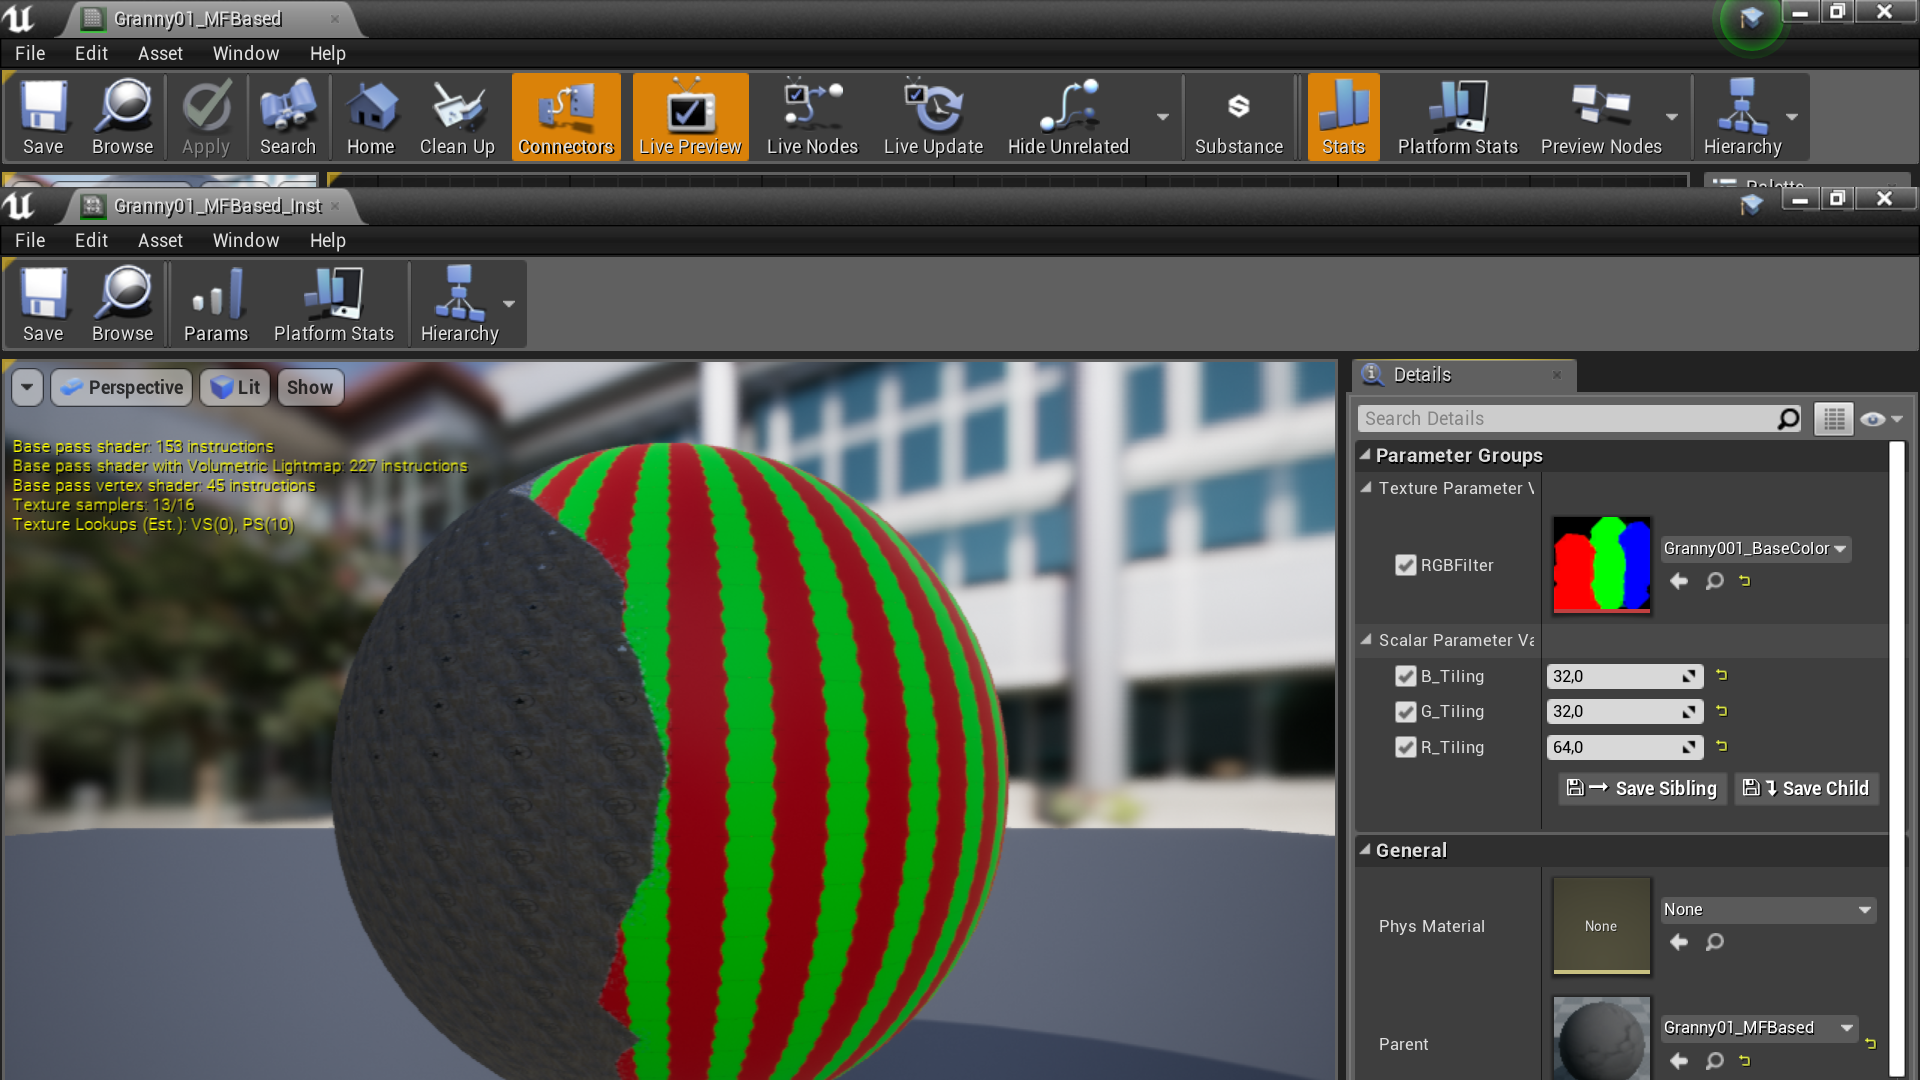 Granny01_MFBased
File Edit Asset Window Help
Save Browse Apply Search Home Clean Up Connectors Live Preview Live Nodes Live Update Hide Unrelated Substance Stats Platform Stats Preview Nodes Hierarchy
Palette
Granny01_MFBased_Inst
File Edit Asset Window Help
Save Browse Params Platform Stats Hierarchy
Perspective Lit Show
Base pass shader: 153 instructions
Base pass shader with Volumetric Lightmap: 227 instructions
Base pass vertex shader: 45 instructions
Texture samplers: 13/16
Texture Lookups (Est.): VS(0), PS(10)
Details
Search Details
Parameter Groups
Texture Parameter V
RGBFilter
Granny001_BaseColor
Scalar Parameter Va
B_Tiling 32,0
G_Tiling 32,0
R_Tiling 64,0
Save Sibling Save Child
General
Phys Material
None
None
Parent
Granny01_MFBased